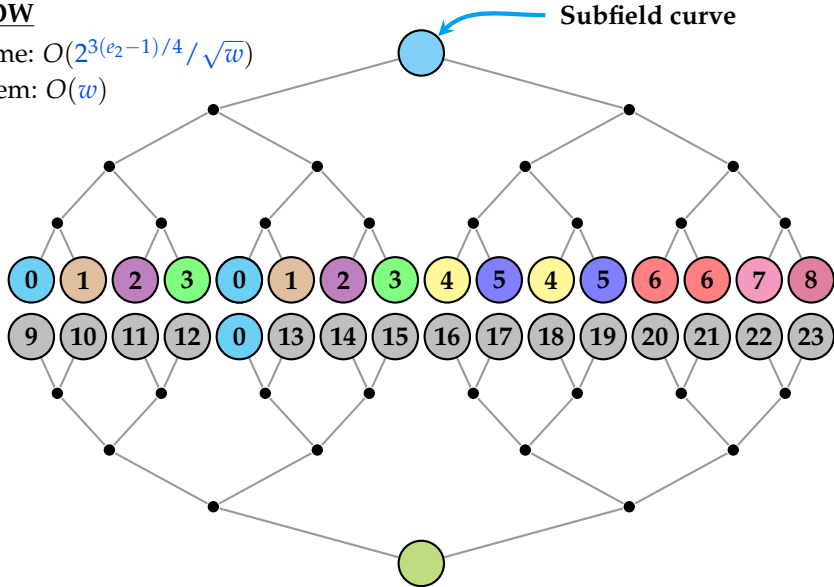 OW
me: O(2^{3(e_2−1)/4}/√w)
em: O(w)
Subfield curve
0 1 2 3 0 1 2 3 4 5 4 5 6 6 7 8
9 10 11 12 0 13 14 15 16 17 18 19 20 21 22 23